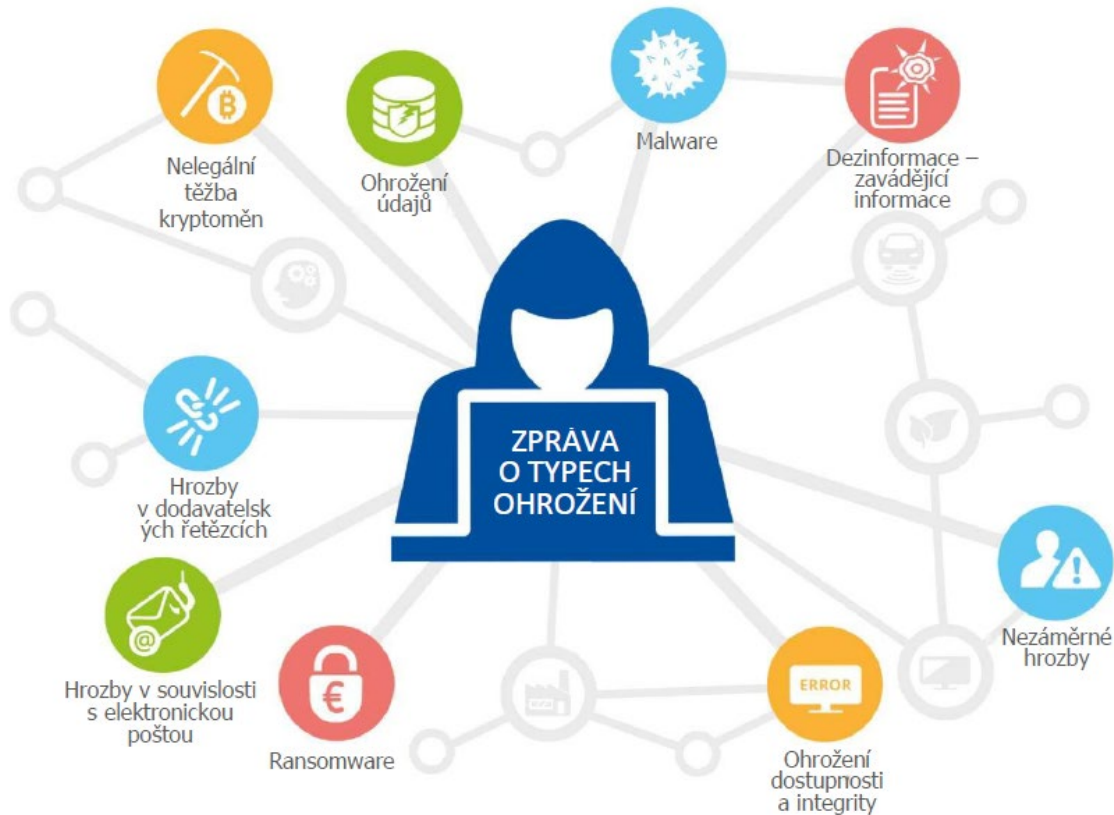 Nelegální
těžba
kryptoměn
Ohrožení
údajů
Malware
Dezinformace –
zavádějící
informace
ZPRÁVA
O TYPECH
OHROŽENÍ
Hrozby
v dodavatelsk
ých řetězcích
Nezáměrné
hrozby
@
Hrozby v souvislosti
s elektronickou
poštou
€
Ransomware
ERROR
Ohrožení
dostupnosti
a integrity